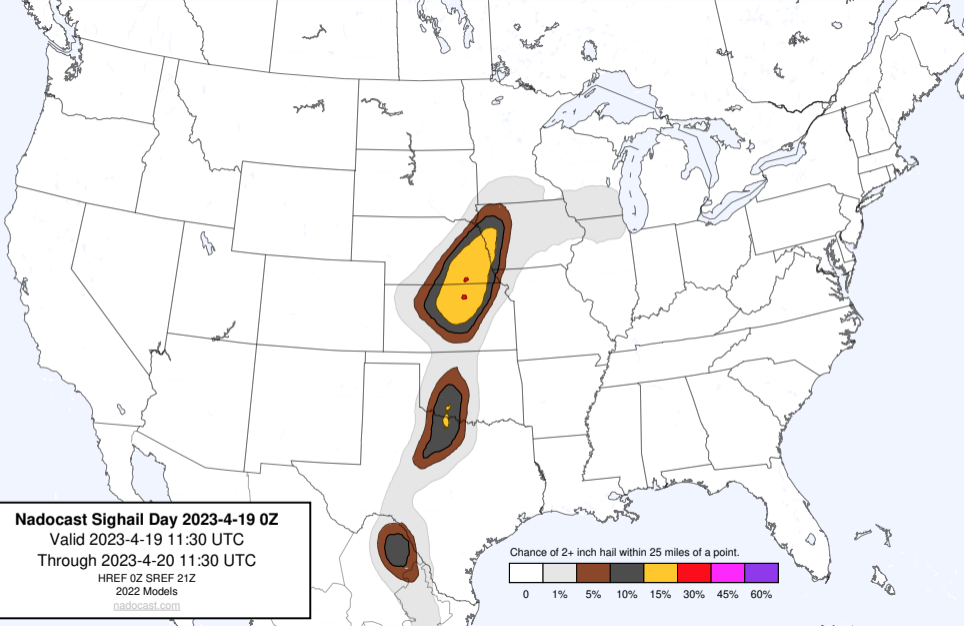 Nadocast Sighail Day 2023-4-19 0Z
Valid 2023-4-19 11:30 UTC
Through 2023-4-20 11:30 UTC
HREF 0Z SREF 21Z
2022 Models
nadocast.com
Chance of 2+ inch hail within 25 miles of a point.
0 1% 5% 10% 15% 30% 45% 60%